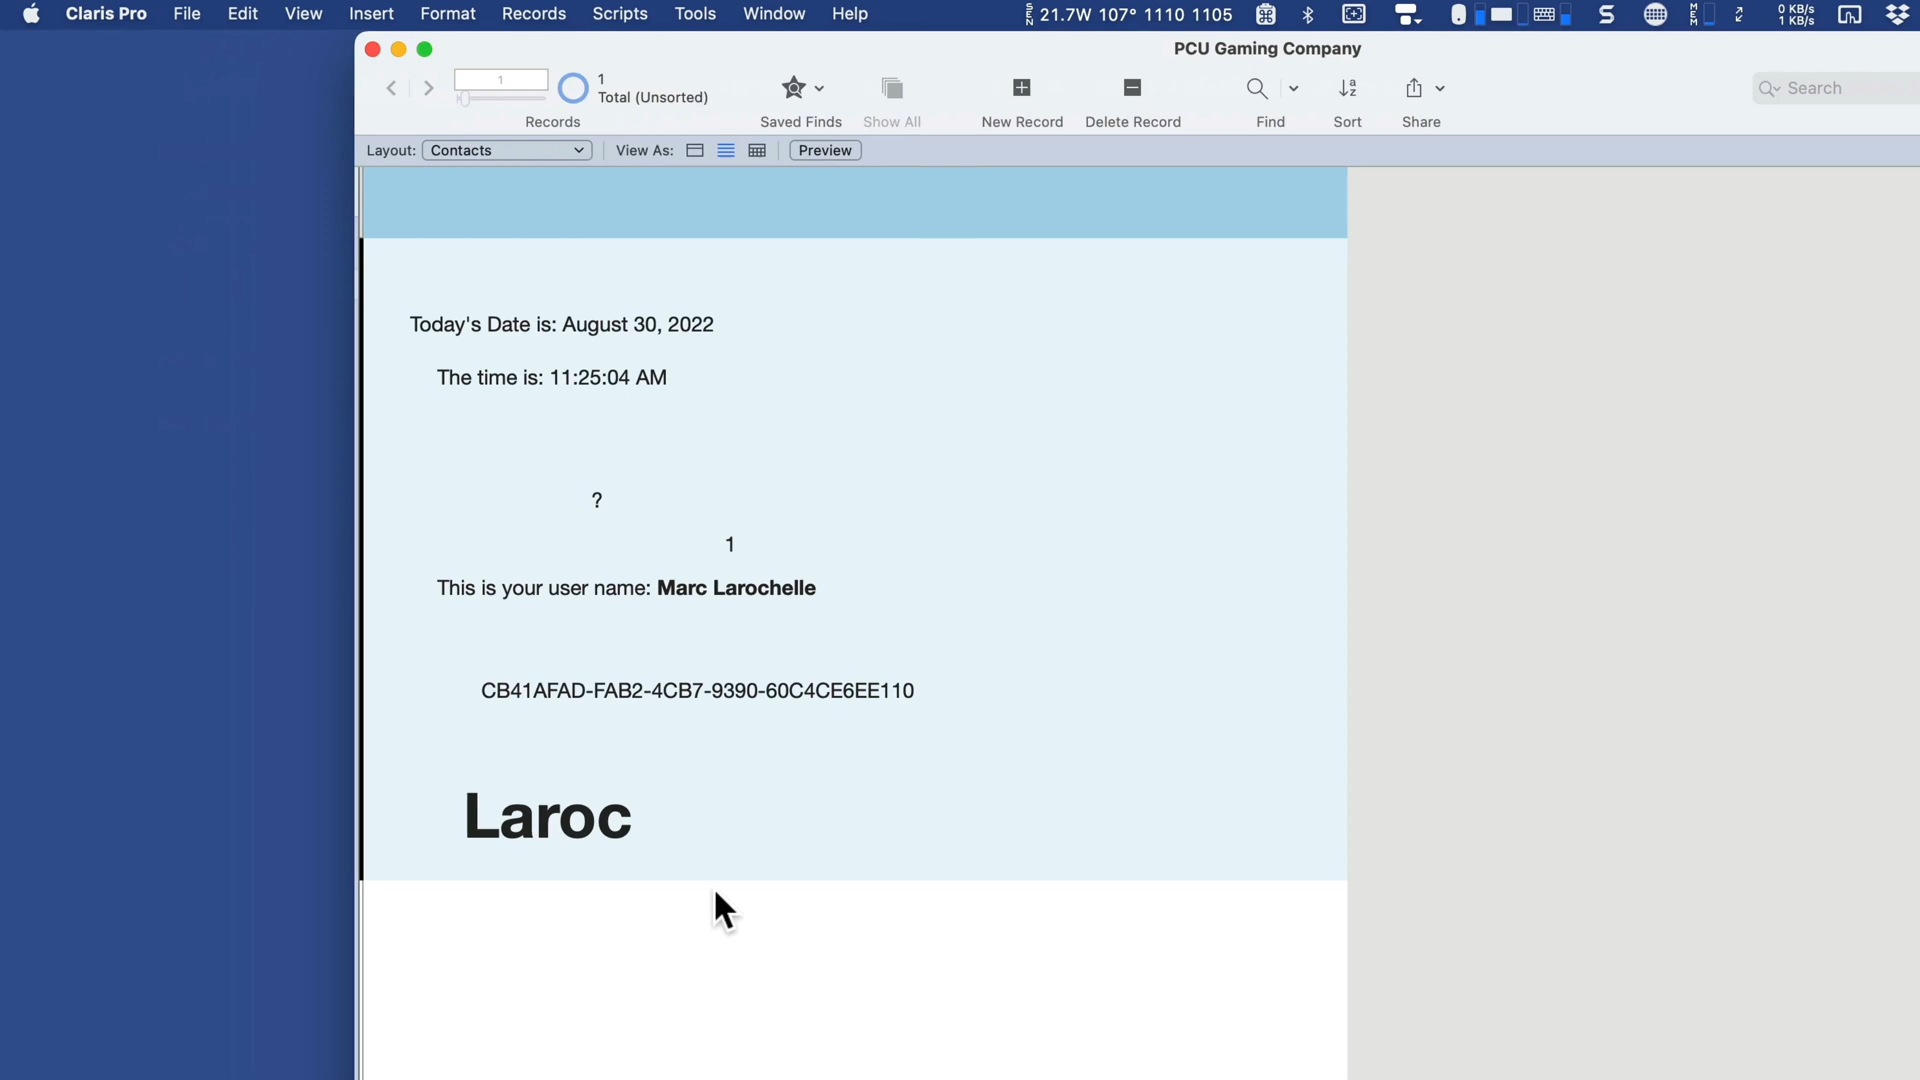 Claris Pro File Edit View Insert Format Records Scripts Tools Window Help SEN 21.7W 107° 1110 1105 MEM 0 KB/s 1 KB/s
PCU Gaming Company
1
1
Total (Unsorted)
Search
Records Saved Finds Show All New Record Delete Record Find Sort Share
Layout: Contacts View As: Preview
Today's Date is: August 30, 2022
The time is: 11:25:04 AM
?
1
This is your user name: Marc Larochelle
CB41AFAD-FAB2-4CB7-9390-60C4CE6EE110
Laroc